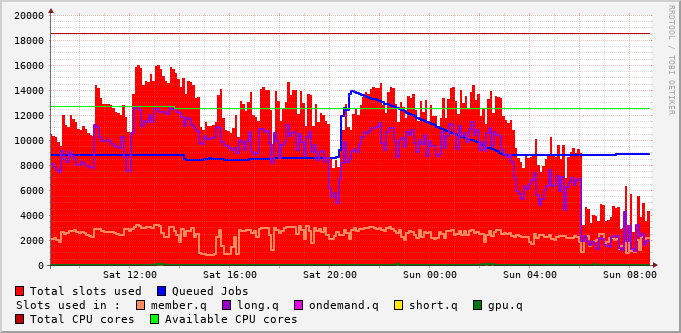 20000
18000
16000
14000
12000
10000
8000
6000
4000
2000
0
Sat 12:00 Sat 16:00 Sat 20:00 Sun 00:00 Sun 04:00 Sun 08:00
RRDTOOL / TOBI OETIKER
Total slots used Queued Jobs
Slots used in : member.q long.q ondemand.q short.q gpu.q
Total CPU cores Available CPU cores